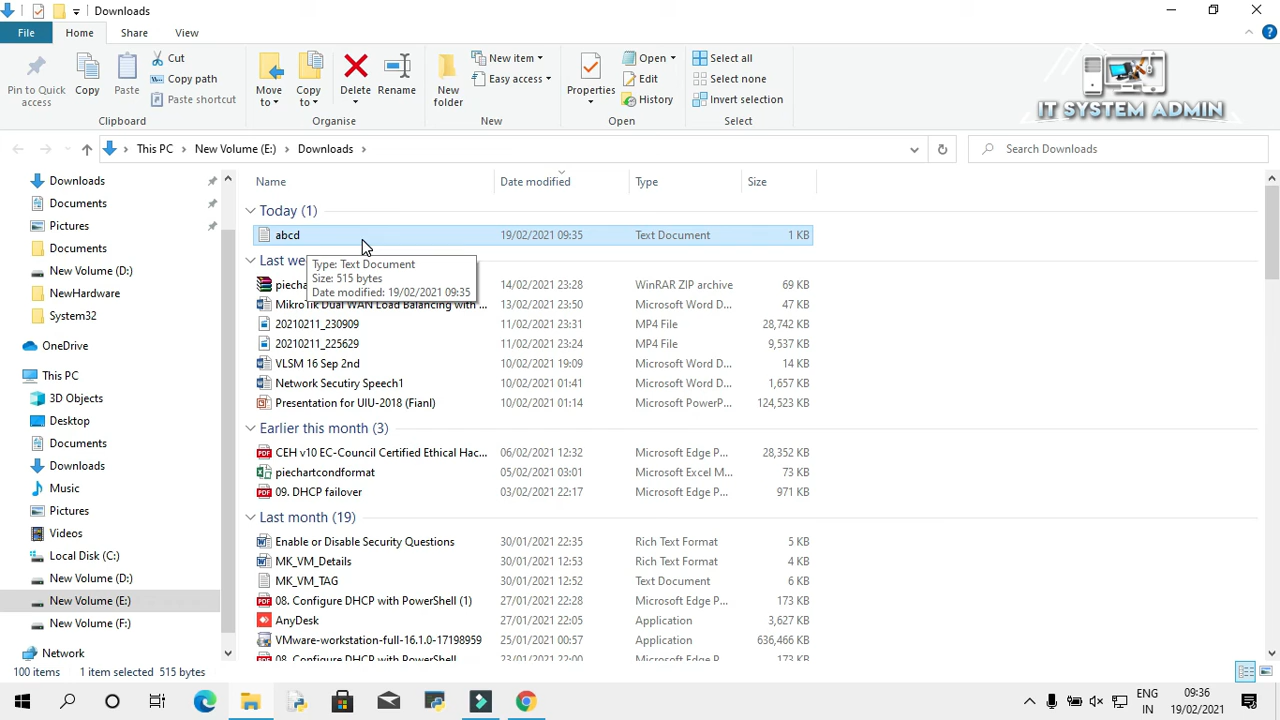 Downloads
File Home Share View
Pin to Quick access
Copy
Paste
Cut
Copy path
Paste shortcut
Clipboard
Move to
Copy to
Delete
Rename
Organise
New folder
New item
Easy access
New
Properties
Open
Edit
History
Open
Select all
Select none
Invert selection
Select
IT SYSTEM ADMIN
This PC > New Volume (E:) > Downloads >
Search Downloads
Downloads
Documents
Pictures
Documents
New Volume (D:)
NewHardware
System32
OneDrive
This PC
3D Objects
Desktop
Documents
Downloads
Music
Pictures
Videos
Local Disk (C:)
New Volume (D:)
New Volume (E:)
New Volume (F:)
Network
Name Date modified Type Size
Today (1)
abcd 19/02/2021 09:35 Text Document 1 KB
Last we
Type: Text Document
Size: 515 bytes
Date modified: 19/02/2021 09:35
piecha 14/02/2021 23:28 WinRAR ZIP archive 69 KB
MikroTik Dual WAN Load Balancing with ... 13/02/2021 23:50 Microsoft Word D... 47 KB
20210211_230909 11/02/2021 23:31 MP4 File 28,742 KB
20210211_225629 11/02/2021 23:24 MP4 File 9,537 KB
VLSM 16 Sep 2nd 10/02/2021 19:09 Microsoft Word D... 14 KB
Network Secutiry Speech1 10/02/2021 01:41 Microsoft Word D... 1,657 KB
Presentation for UIU-2018 (Fianl) 10/02/2021 01:14 Microsoft PowerP... 124,523 KB
Earlier this month (3)
CEH v10 EC-Council Certified Ethical Hac... 06/02/2021 12:32 Microsoft Edge P... 28,352 KB
piechartcondformat 05/02/2021 03:01 Microsoft Excel M... 73 KB
09. DHCP failover 03/02/2021 22:17 Microsoft Edge P... 971 KB
Last month (19)
Enable or Disable Security Questions 30/01/2021 22:35 Rich Text Format 5 KB
MK_VM_Details 30/01/2021 12:53 Rich Text Format 4 KB
MK_VM_TAG 30/01/2021 12:52 Text Document 6 KB
08. Configure DHCP with PowerShell (1) 27/01/2021 22:28 Microsoft Edge P... 173 KB
AnyDesk 27/01/2021 22:05 Application 3,627 KB
VMware-workstation-full-16.1.0-17198959 25/01/2021 00:57 Application 636,466 KB
08. Configure DHCP with PowerShell 23/01/2021 22:00 Microsoft Edge P... 173 KB
100 items 1 item selected 515 bytes
ENG
IN
09:36
19/02/2021